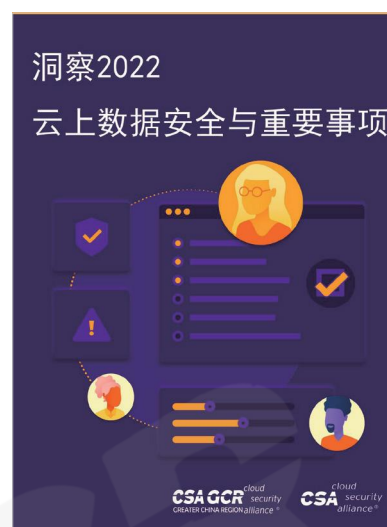 洞察2022
云上数据安全与重要事项
CSA GCR cloud security alliance®
GREATER CHINA REGION
CSA cloud security alliance®